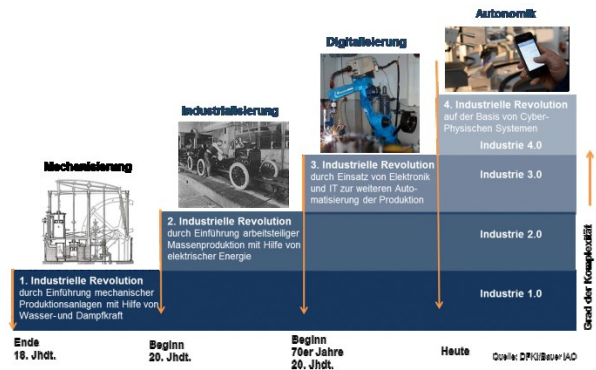 Autonomik
Digitalisierung
Industrialisierung
Mechanisierung
4. Industrielle Revolution
auf der Basis von Cyber-
Physischen Systemen
Industrie 4.0
3. Industrielle Revolution
durch Einsatz von Elektronik
und IT zur weiteren Auto-
matisierung der Produktion
Industrie 3.0
2. Industrielle Revolution
durch Einführung arbeitsteiliger
Massenproduktion mit Hilfe von
elektrischer Energie
Industrie 2.0
1. Industrielle Revolution
durch Einführung mechanischer
Produktionsanlagen mit Hilfe von
Wasser- und Dampfkraft
Industrie 1.0
Grad der Komplexität
Ende
18. Jhdt.
Beginn
20. Jhdt.
Beginn
70er Jahre
20. Jhdt.
Heute
Quelle: DFKI/Bauer IAO